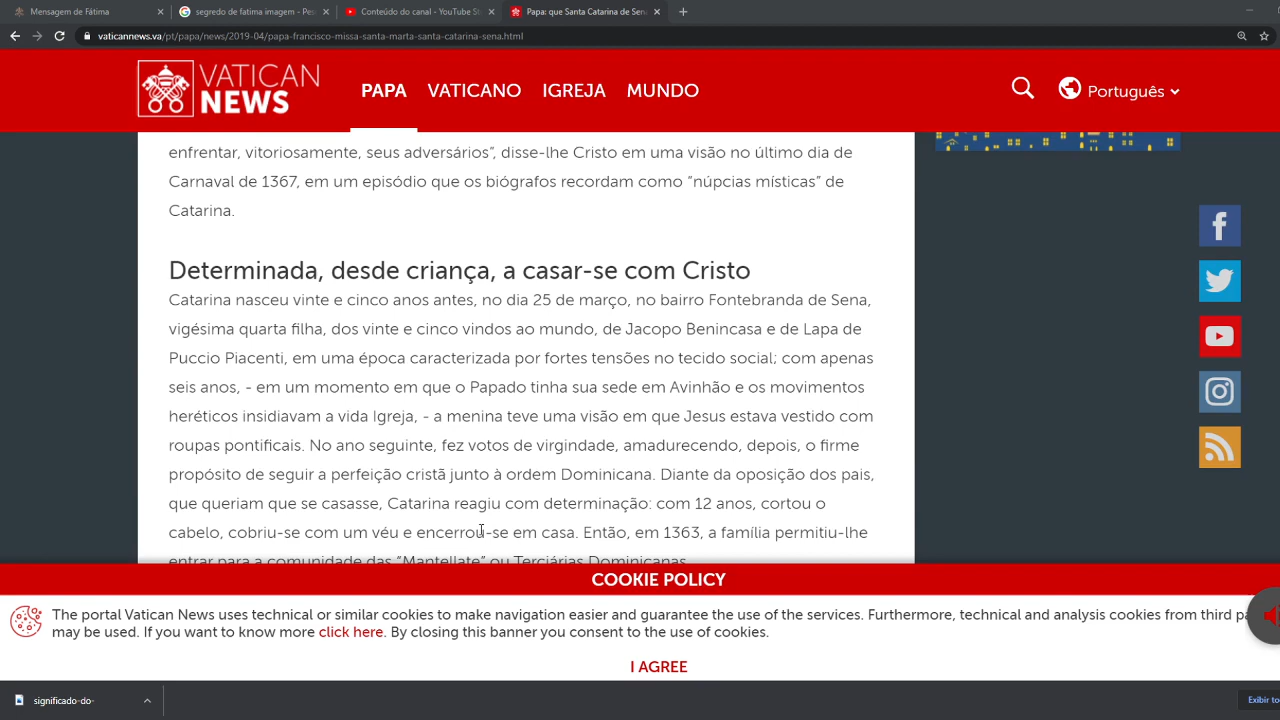 Mensagem de Fátima
segredo de fatima imagem - Pes
Conteúdo do canal - YouTube St
Papa: que Santa Catarina de Sen
vaticannews.va/pt/papa/news/2019-04/papa-francisco-missa-santa-marta-santa-catarina-sena.html
VATICAN
NEWS
PAPA VATICANO IGREJA MUNDO
Português
enfrentar, vitoriosamente, seus adversários“, disse-lhe Cristo em uma visão no último dia de
Carnaval de 1367, em um episódio que os biógrafos recordam como “núpcias místicas” de
Catarina.
Determinada, desde criança, a casar-se com Cristo
Catarina nasceu vinte e cinco anos antes, no dia 25 de março, no bairro Fontebranda de Sena,
vigésima quarta filha, dos vinte e cinco vindos ao mundo, de Jacopo Benincasa e de Lapa de
Puccio Piacenti, em uma época caracterizada por fortes tensões no tecido social; com apenas
seis anos, - em um momento em que o Papado tinha sua sede em Avinhão e os movimentos
heréticos insidiavam a vida Igreja, - a menina teve uma visão em que Jesus estava vestido com
roupas pontificais. No ano seguinte, fez votos de virgindade, amadurecendo, depois, o firme
propósito de seguir a perfeição cristã junto à ordem Dominicana. Diante da oposição dos pais,
que queriam que se casasse, Catarina reagiu com determinação: com 12 anos, cortou o
cabelo, cobriu-se com um véu e encerrou-se em casa. Então, em 1363, a família permitiu-lhe
entrar para a comunidade das “Mantellate” ou Terciárias Dominicanas.
COOKIE POLICY
The portal Vatican News uses technical or similar cookies to make navigation easier and guarantee the use of the services. Furthermore, technical and analysis cookies from third pa
may be used. If you want to know more click here. By closing this banner you consent to the use of cookies.
I AGREE
significado-do-
Exibir to